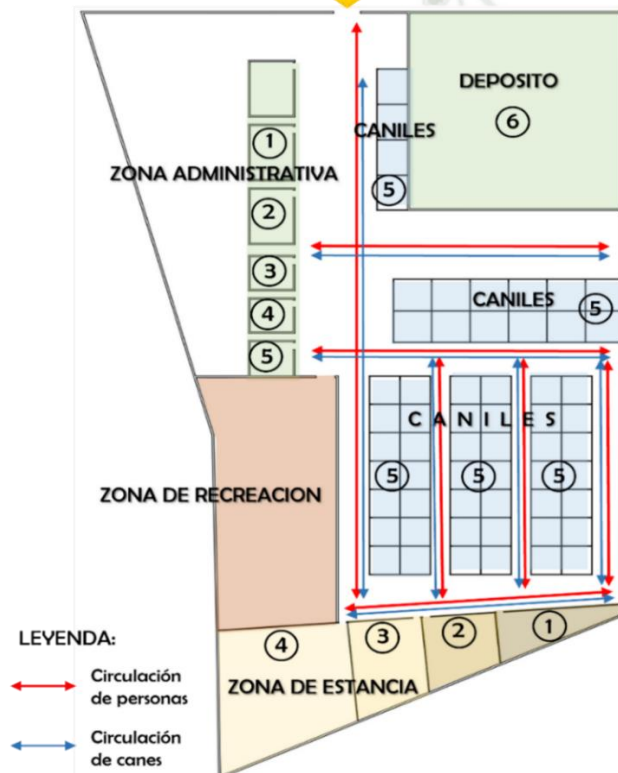 DEPOSITO
6
CANILES
1
ZONA ADMINISTRATIVA
5
2
3
CANILES
5
4
5
CANILES
5
5
5
ZONA DE RECREACION
LEYENDA:
4
3
2
1
Circulación
de personas
ZONA DE ESTANCIA
Circulación
de canes